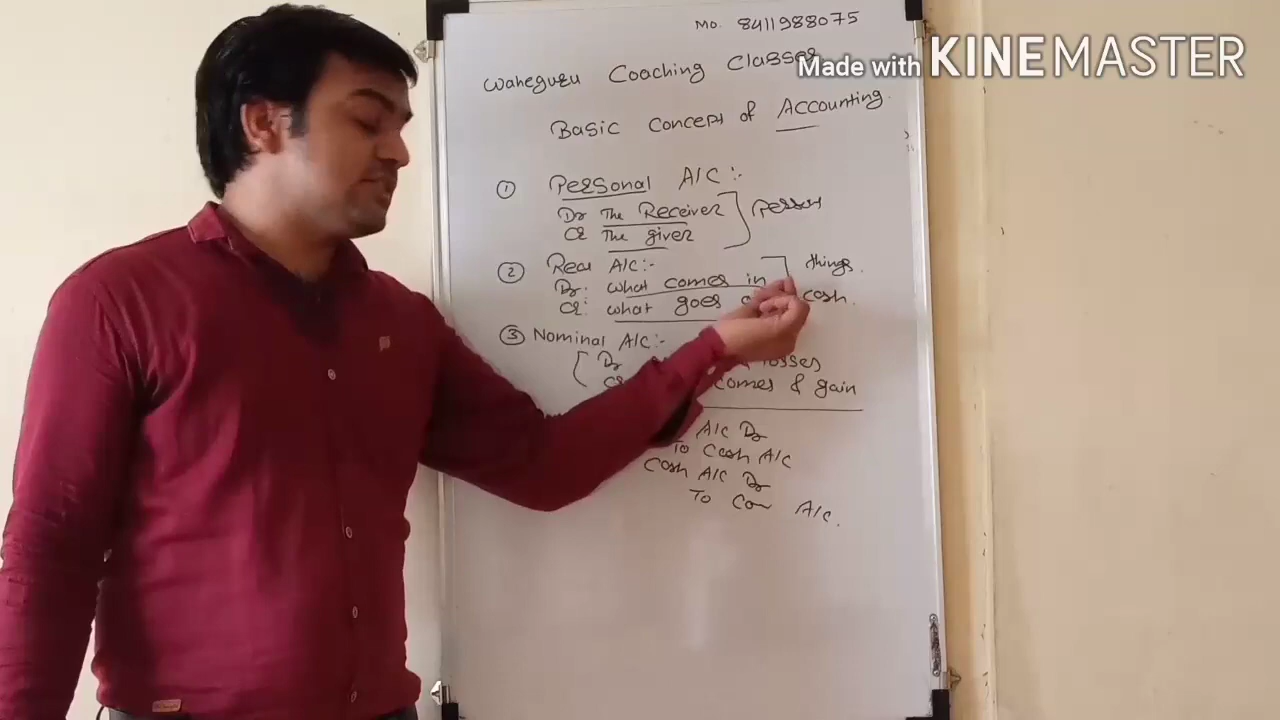 Mo. 8411988075
Made with KINEMASTER
Waheguru Coaching Classes
Basic Concept of Accounting.
① Personal A/C :-
Dr The Receiver
Cr The giver
② Real A/C:-
things.
Dr. what comes in
Cr: what goes
cash.
③ Nominal A/C:-
Dr losses
Cr comes & gain
A/C Dr
To Cash A/C
Cash A/C Dr
To A/C.